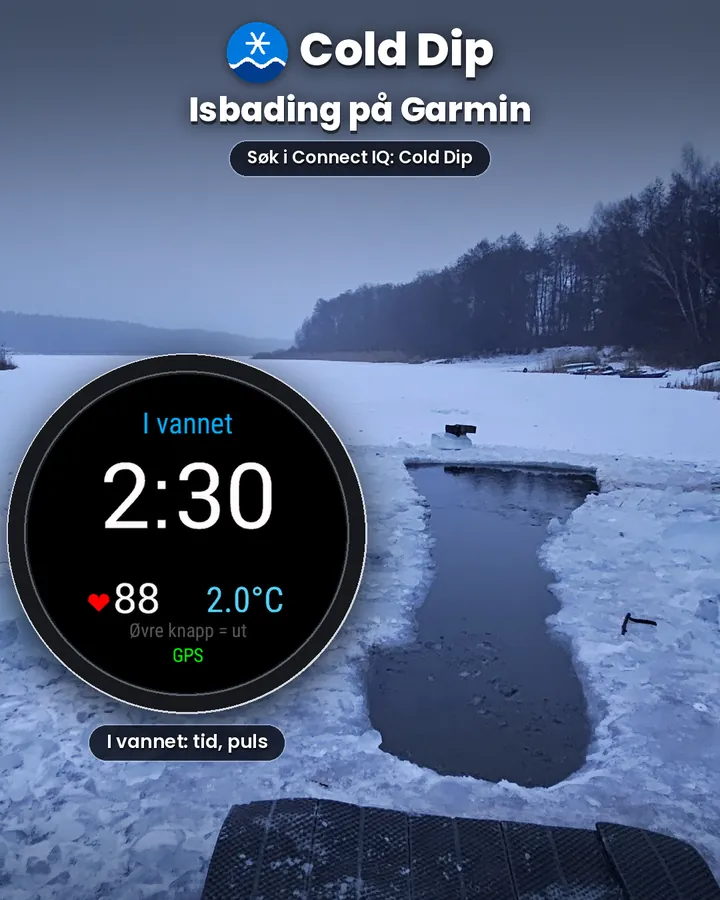 Cold Dip
Isbading på Garmin
Søk i Connect IQ: Cold Dip
I vannet
2:30
88 2.0°C
Øvre knapp = ut
GPS
I vannet: tid, puls